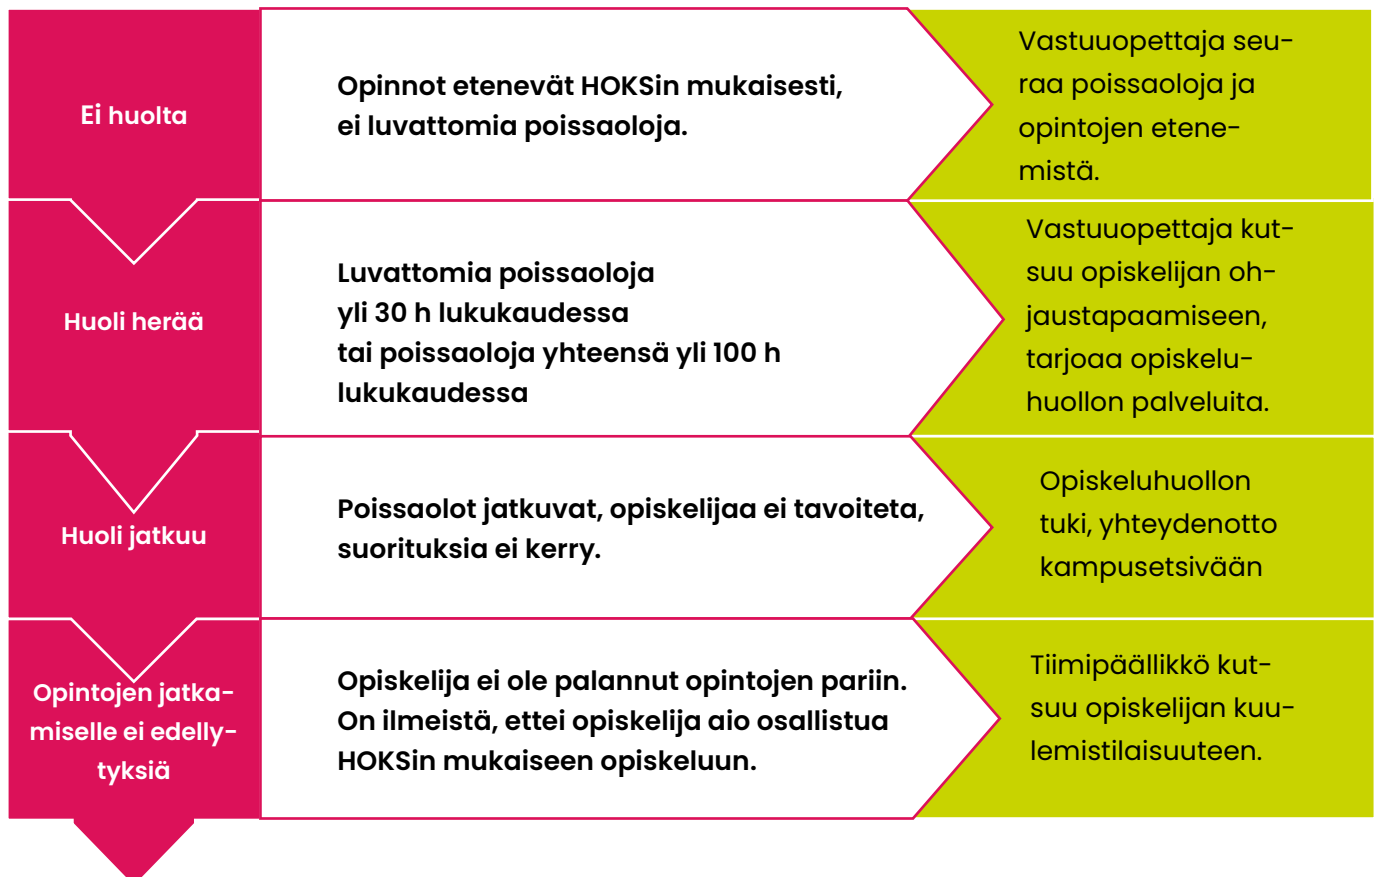 Ei huolta
Opinnot etenevät HOKSin mukaisesti,
ei luvattomia poissaoloja.
Vastuuopettaja seu-
raa poissaoloja ja
opintojen etene-
mistä.
Huoli herää
Luvattomia poissaoloja
yli 30 h lukukaudessa
tai poissaoloja yhteensä yli 100 h
lukukaudessa
Vastuuopettaja kut-
suu opiskelijan oh-
jaustapaamiseen,
tarjoaa opiskelu-
huollon palveluita.
Huoli jatkuu
Poissaolot jatkuvat, opiskelijaa ei tavoiteta,
suorituksia ei kerry.
Opiskeluhuollon
tuki, yhteydenotto
kampusetsivään
Opintojen jatka-
miselle ei edelly-
tyksiä
Opiskelija ei ole palannut opintojen pariin.
On ilmeistä, ettei opiskelija aio osallistua
HOKSin mukaiseen opiskeluun.
Tiimipäällikkö kut-
suu opiskelijan kuu-
lemistilaisuuteen.